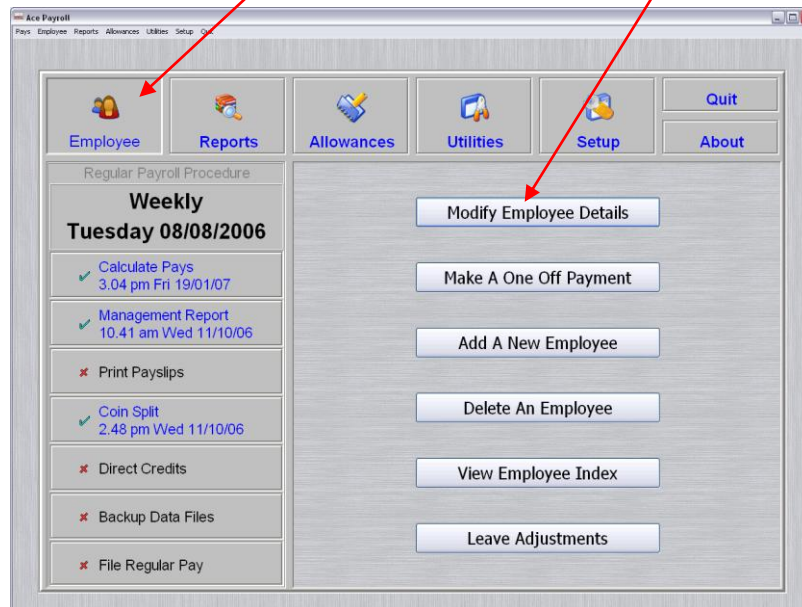 Ace Payroll
Pays Employee Reports Allowances Utilities Setup Quit
Employee Reports Allowances Utilities Setup
Quit
About
Regular Payroll Procedure
Weekly
Tuesday 08/08/2006
Calculate Pays
3.04 pm Fri 19/01/07
Management Report
10.41 am Wed 11/10/06
Print Payslips
Coin Split
2.48 pm Wed 11/10/06
Direct Credits
Backup Data Files
File Regular Pay
Modify Employee Details
Make A One Off Payment
Add A New Employee
Delete An Employee
View Employee Index
Leave Adjustments